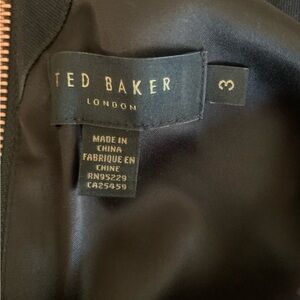 TED BAKER
LONDON
3
MADE IN
CHINA
FABRIQUE EN
CHINE
RN95229
CA25459